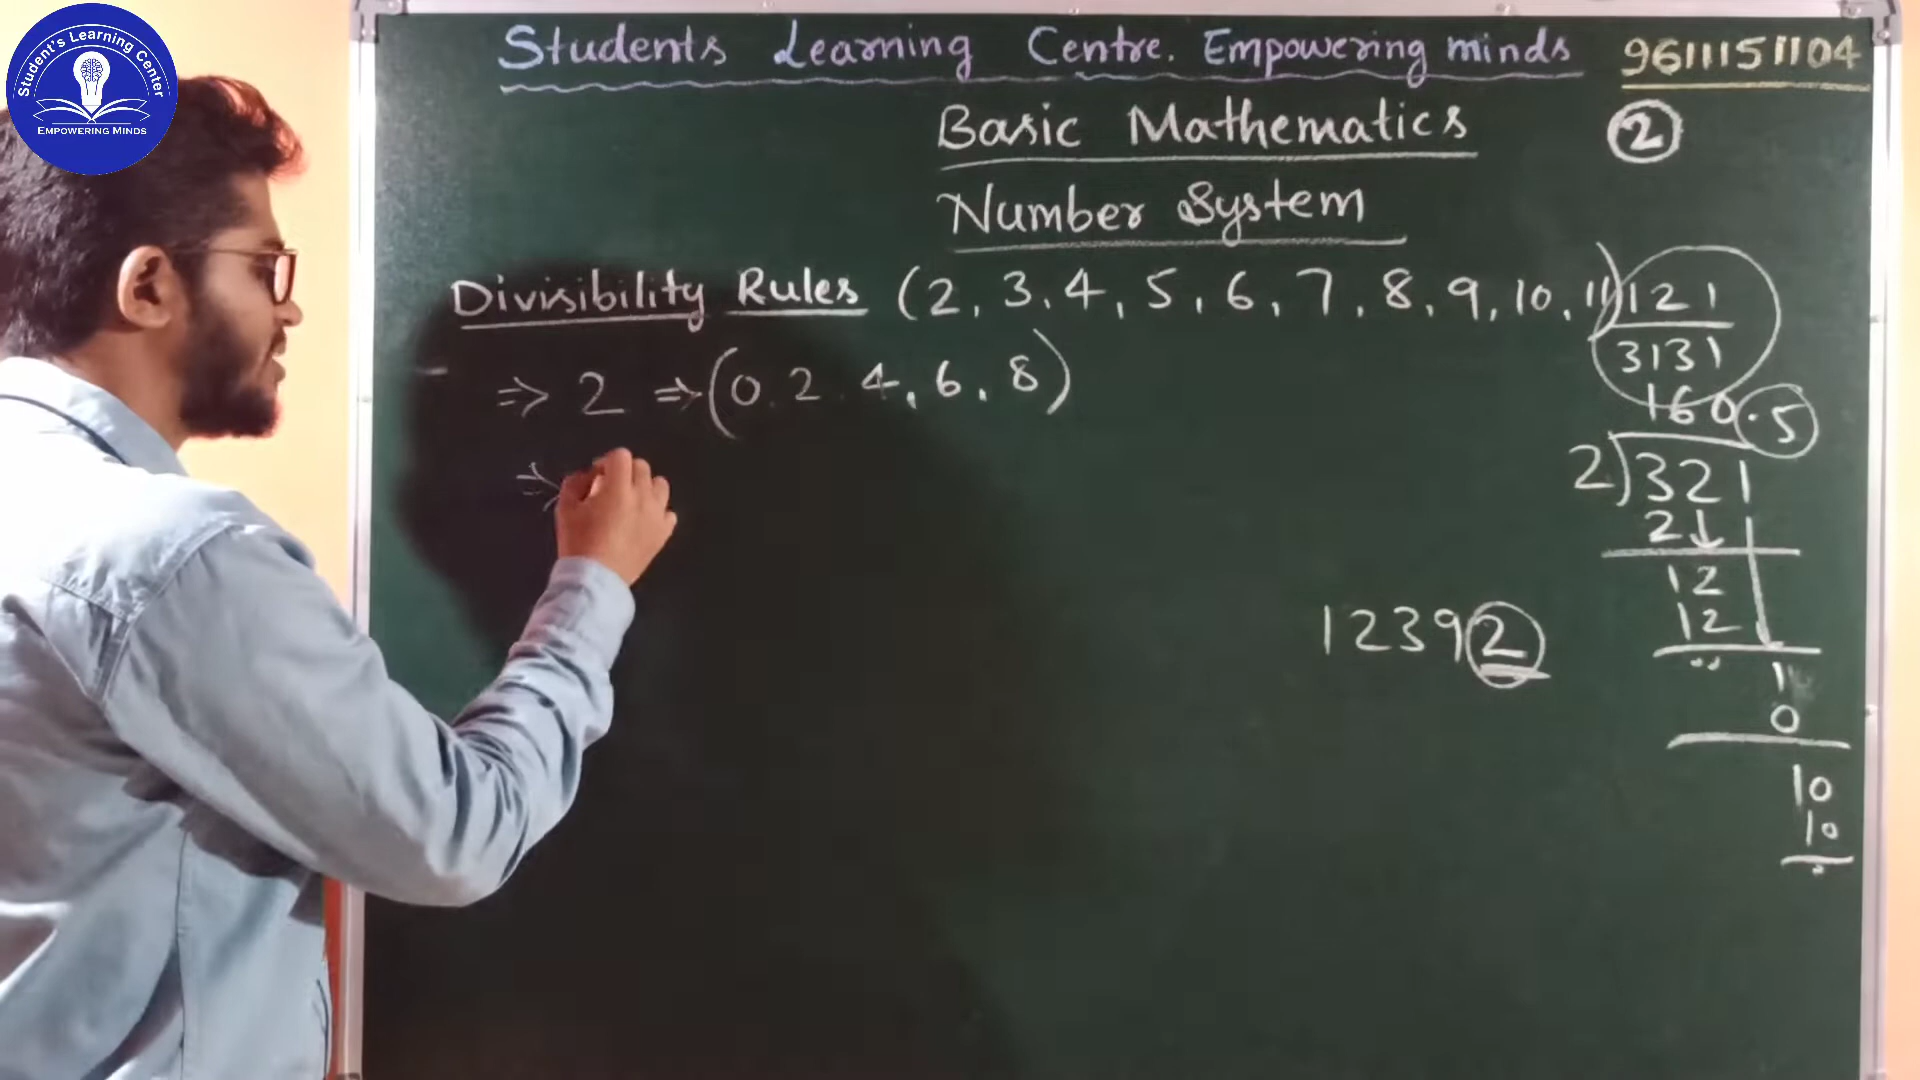 Student's Learning Center
EMPOWERING MINDS
Students Learning Centre. Empowering minds 9611151104
Basic Mathematics 2
Number System
Divisibility Rules (2, 3, 4, 5, 6, 7, 8, 9, 10, 11)
⇒ 2 ⇒ (0 2 4, 6, 8)
⇒
12392
121
3131
160.5
2)321
2↓
12
12
1
0
10
10